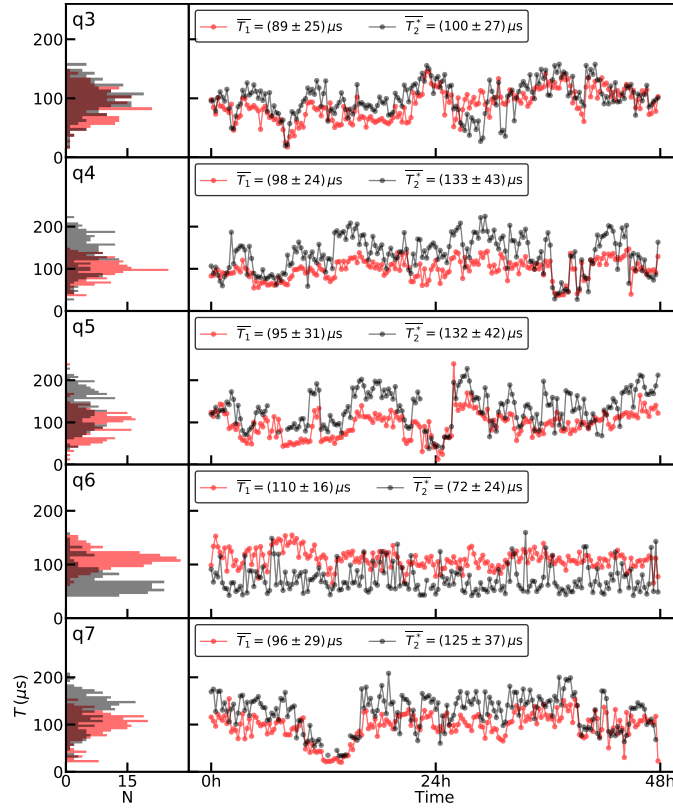 q3
T̅₁ = (89 ± 25) μs   T̅₂* = (100 ± 27) μs
200
100
0
q4
T̅₁ = (98 ± 24) μs   T̅₂* = (133 ± 43) μs
200
100
0
q5
T̅₁ = (95 ± 31) μs   T̅₂* = (132 ± 42) μs
200
100
0
q6
T̅₁ = (110 ± 16) μs   T̅₂* = (72 ± 24) μs
200
100
0
q7
T̅₁ = (96 ± 29) μs   T̅₂* = (125 ± 37) μs
200
100
0
T (μs)
0 15 0h 24h 48h
N Time